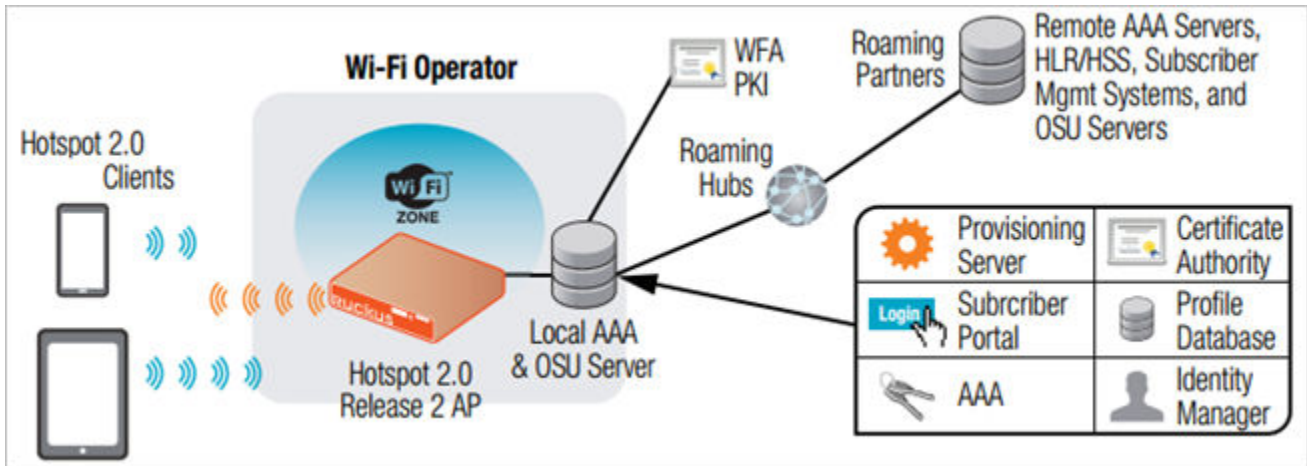 Wi-Fi Operator
Hotspot 2.0
Clients
Wi Fi
ZONE
Ruckus
Hotspot 2.0
Release 2 AP
Local AAA
& OSU Server
WFA
PKI
Roaming
Hubs
Roaming
Partners
Remote AAA Servers,
HLR/HSS, Subscriber
Mgmt Systems, and
OSU Servers
Provisioning
Server
Certificate
Authority
Login
Subrcriber
Portal
Profile
Database
AAA
Identity
Manager